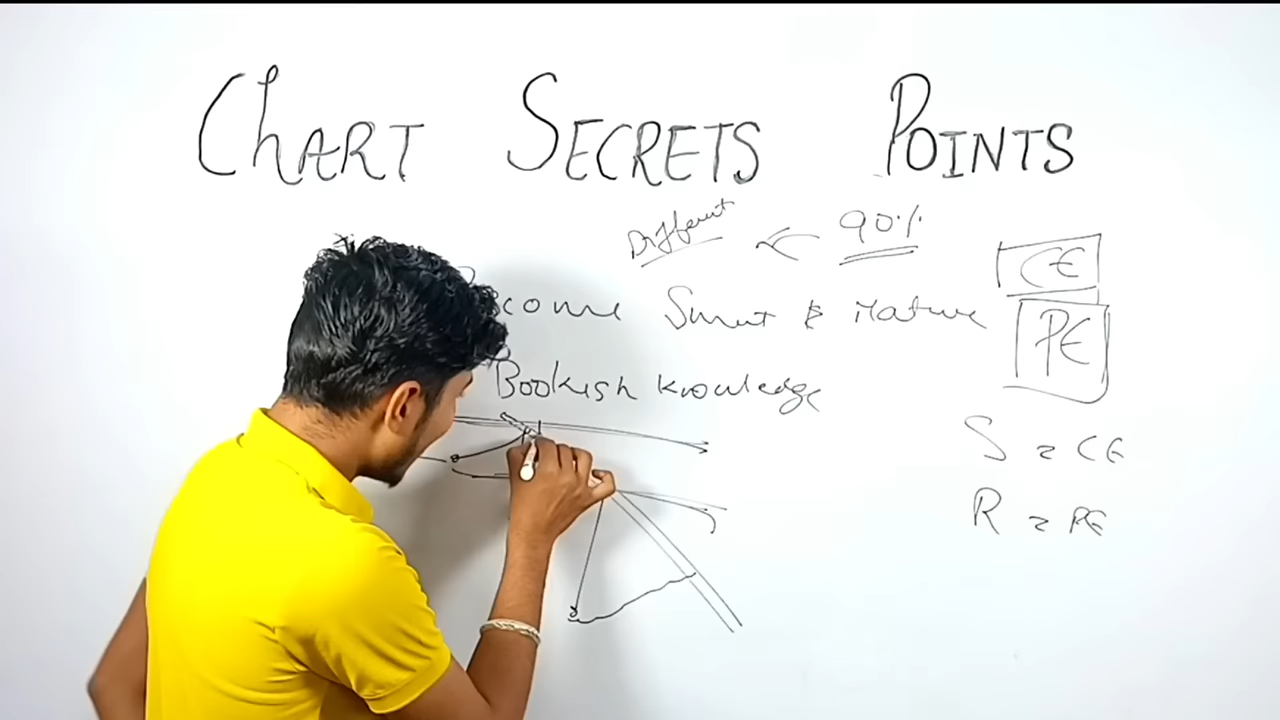 CHART SECRETS POINTS
Different ← 90%
CE
come Smart & Mature
PE
Bookish knowledge
S = CE
R = PE